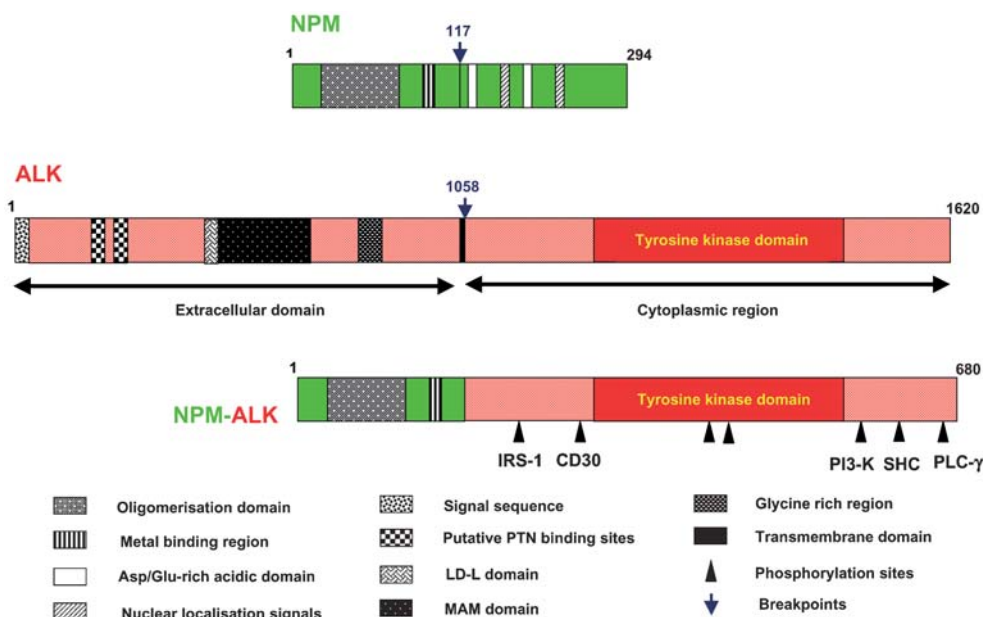 NPM
1 117 294
ALK
1 1058 1620
Tyrosine kinase domain
Extracellular domain Cytoplasmic region
1 680
NPM-ALK Tyrosine kinase domain
IRS-1 CD30 PI3-K SHC PLC-γ
Oligomerisation domain Signal sequence Glycine rich region
Metal binding region Putative PTN binding sites Transmembrane domain
Asp/Glu-rich acidic domain LD-L domain Phosphorylation sites
Nuclear localisation signals MAM domain Breakpoints